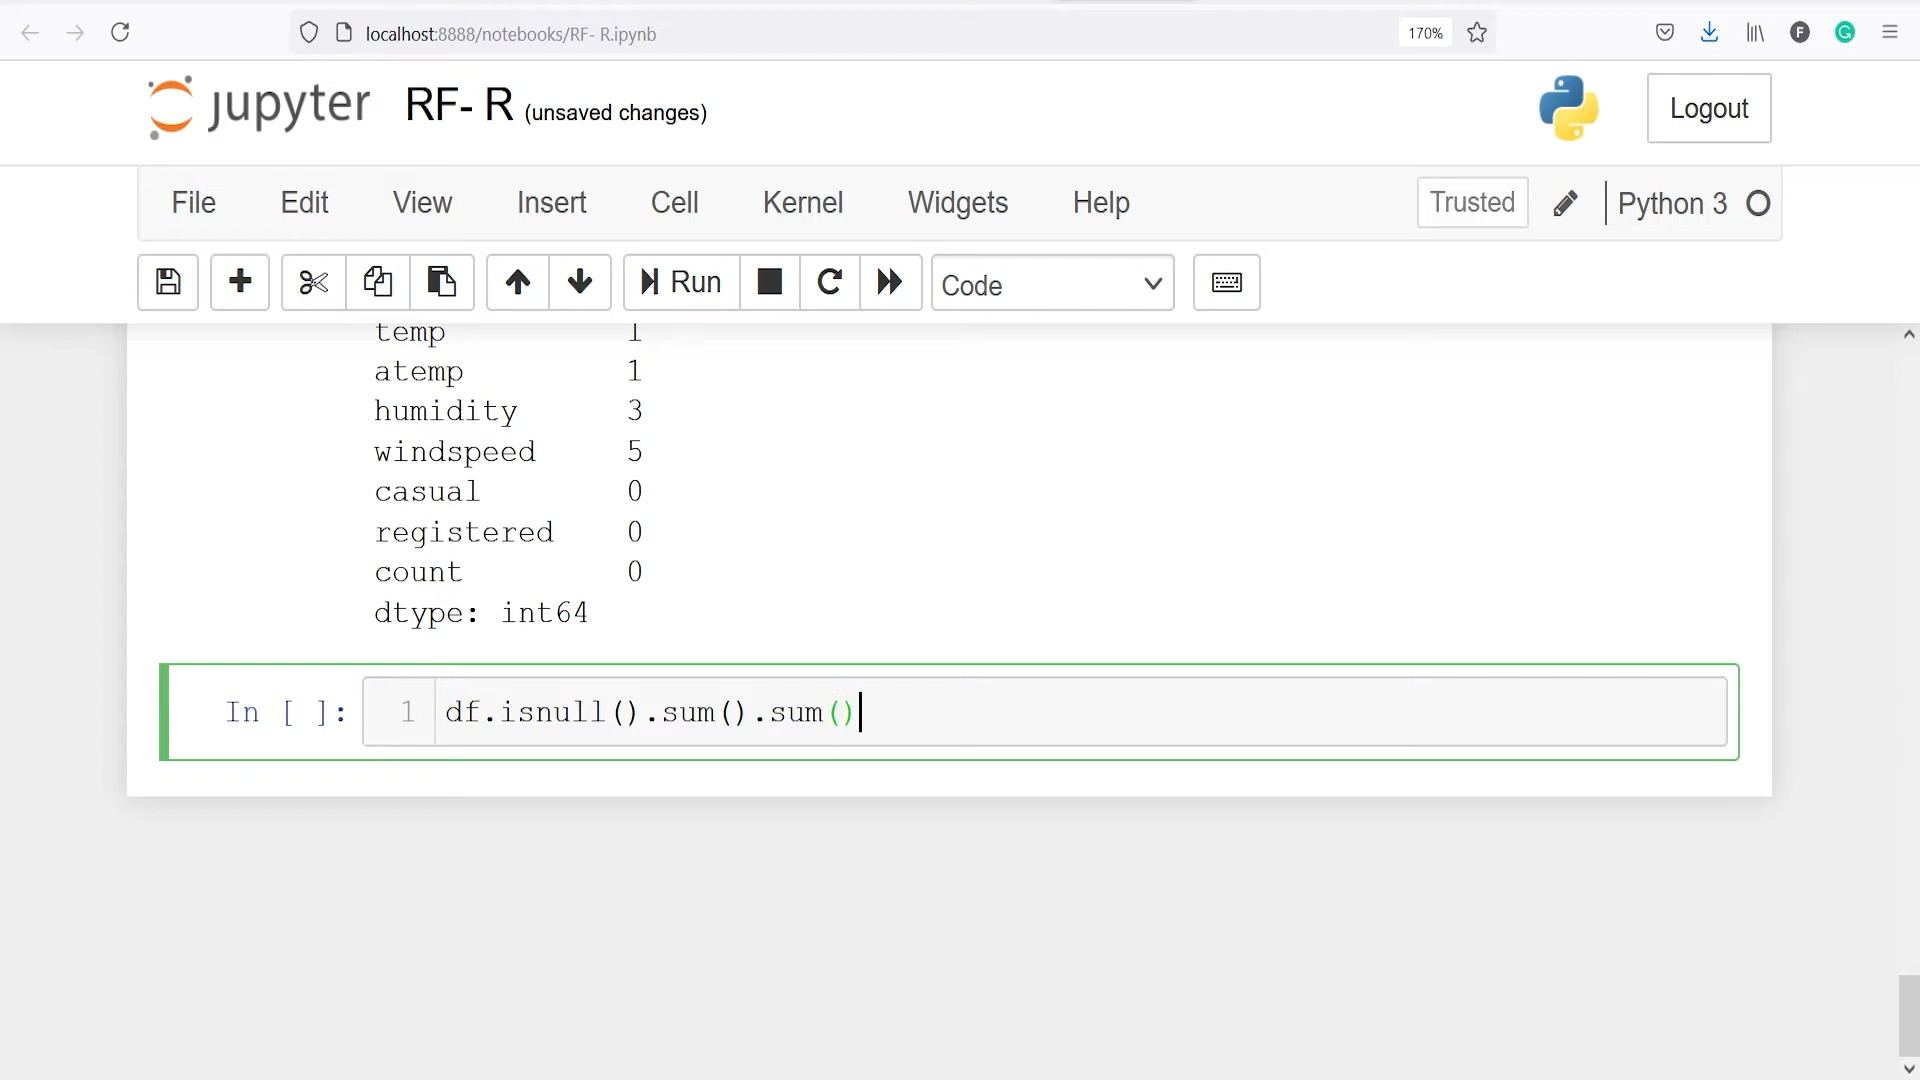 localhost:8888/notebooks/RF- R.ipynb 170% F G
jupyter RF- R (unsaved changes) Logout
File Edit View Insert Cell Kernel Widgets Help Trusted Python 3
Run Code
temp 1
atemp 1
humidity 3
windspeed 5
casual 0
registered 0
count 0
dtype: int64
In [ ]: 1 df.isnull().sum().sum()